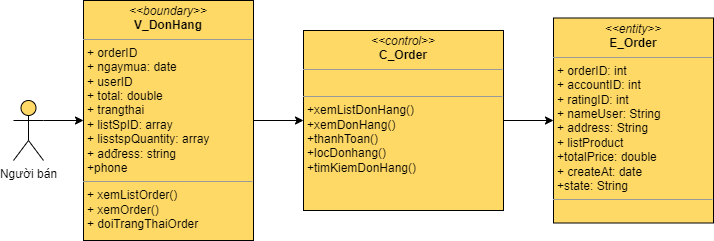 <<boundary>>
V_DonHang
+ orderID
+ ngaymua: date
+ userID
+ total: double
+ trangthai
+ listSpID: array
+ lisstspQuantity: array
+ address: string
+phone
+ xemListOrder()
+ xemOrder()
+ doiTrangThaiOrder
Người bán
<<control>>
C_Order
+xemListDonHang()
+xemDonHang()
+thanhToan()
+locDonhang()
+timKiemDonHang()
<<entity>>
E_Order
+ orderID: int
+ accountID: int
+ ratingID: int
+ nameUser: String
+ address: String
+ listProduct
+totalPrice: double
+ createAt: date
+state: String